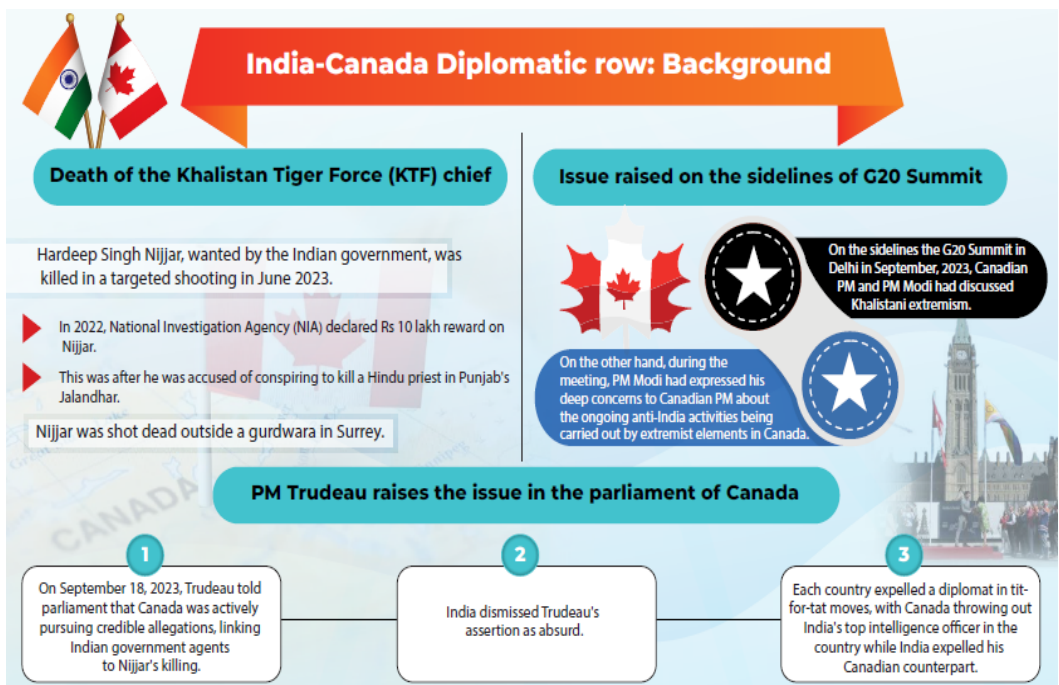 India-Canada Diplomatic row: Background
Death of the Khalistan Tiger Force (KTF) chief
Hardeep Singh Nijjar, wanted by the Indian government, was
killed in a targeted shooting in June 2023.
In 2022, National Investigation Agency (NIA) declared Rs 10 lakh reward on
Nijjar.
This was after he was accused of conspiring to kill a Hindu priest in Punjab's
Jalandhar.
Nijjar was shot dead outside a gurdwara in Surrey.
Issue raised on the sidelines of G20 Summit
On the sidelines the G20 Summit in
Delhi in September, 2023, Canadian
PM and PM Modi had discussed
Khalistani extremism.
On the other hand, during the
meeting, PM Modi had expressed his
deep concerns to Canadian PM about
the ongoing anti-India activities being
carried out by extremist elements in Canada.
CANADA
PM Trudeau raises the issue in the parliament of Canada
1
On September 18, 2023, Trudeau told
parliament that Canada was actively
pursuing credible allegations, linking
Indian government agents
to Nijjar's killing.
2
India dismissed Trudeau's
assertion as absurd.
3
Each country expelled a diplomat in tit-
for-tat moves, with Canada throwing out
India's top intelligence officer in the
country while India expelled his
Canadian counterpart.